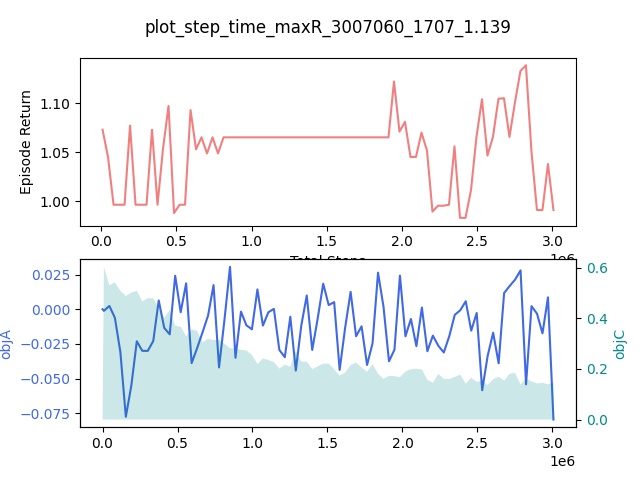 plot_step_time_maxR_3007060_1707_1.139
Episode Return
1.10
1.05
1.00
0.0 0.5 1.0 1.5 2.0 2.5 3.0
1e6
Total Steps
objA
0.025
0.000
−0.025
−0.050
−0.075
0.6
0.4
0.2
0.0
objC
0.0 0.5 1.0 1.5 2.0 2.5 3.0
1e6